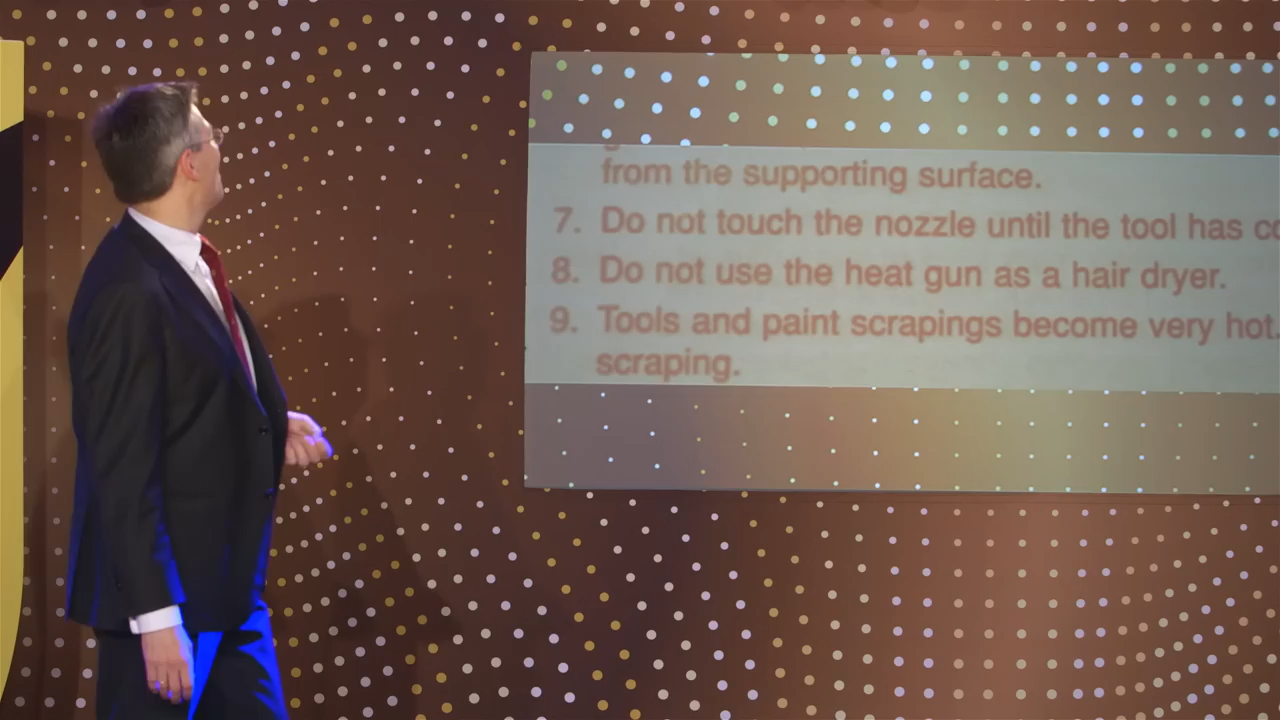 from the supporting surface.
7. Do not touch the nozzle until the tool has
8. Do not use the heat gun as a hair dryer.
9. Tools and paint scrapings become very hot.
scraping.